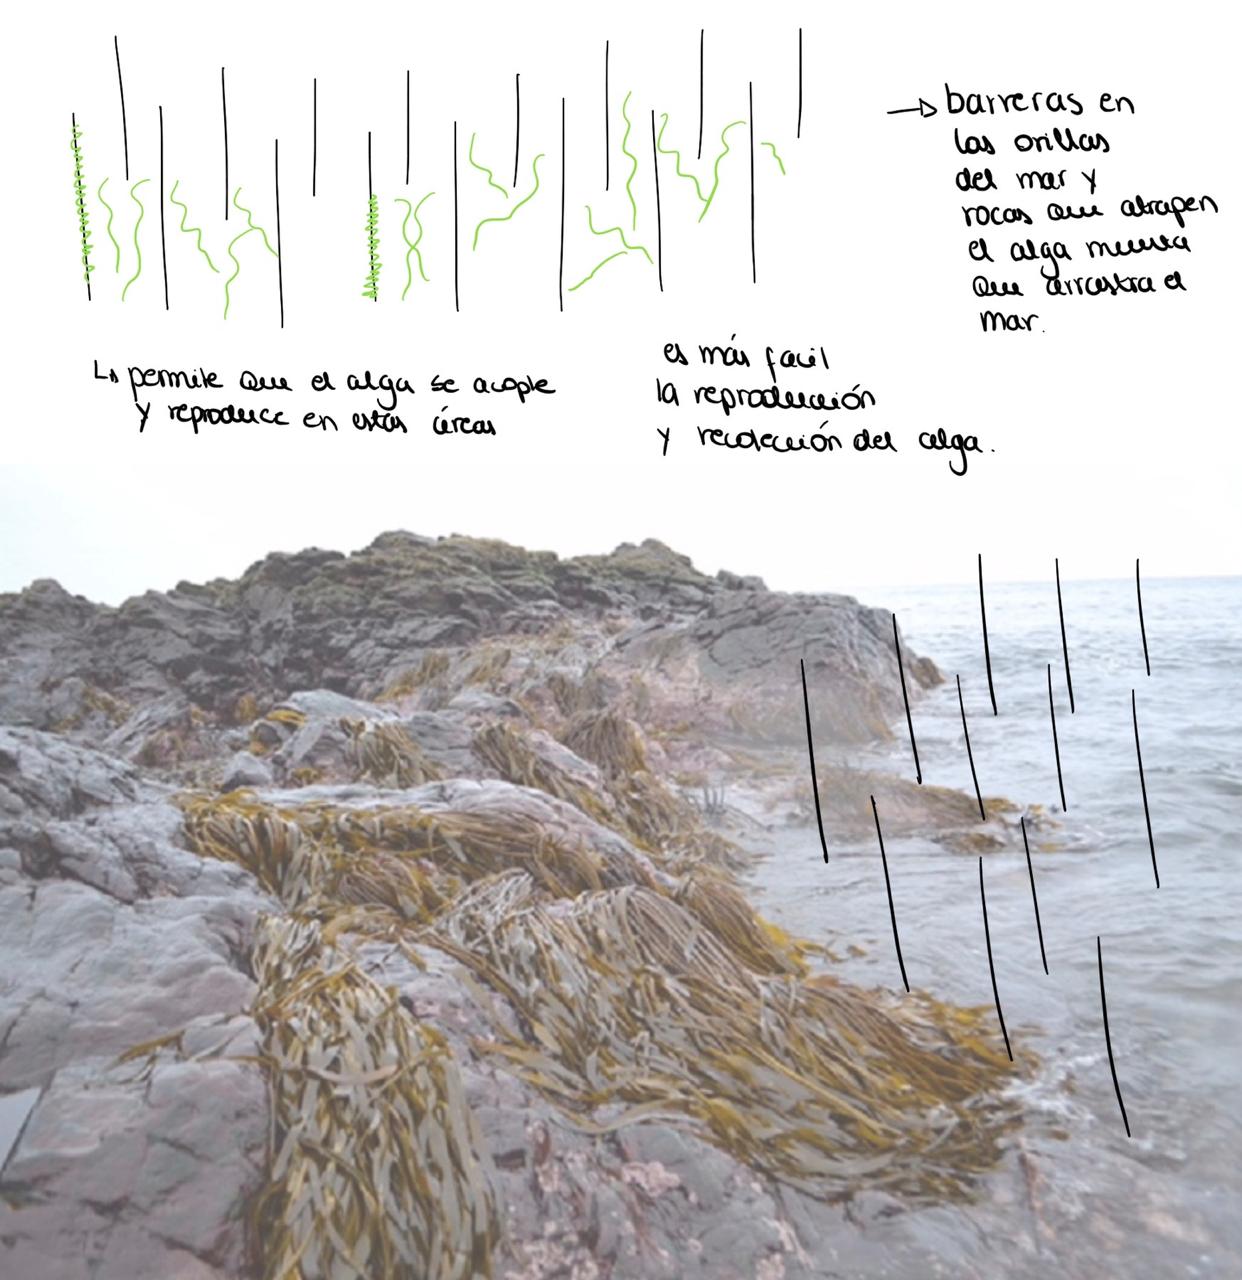 → barreras en
las orillas
del mar y
rocas que atrapen
el alga muerta
que arrastra el
mar.
↳ permite que el alga se acople
y reproduce en estas áreas
es más facil
la reproducción
y recolección del alga.